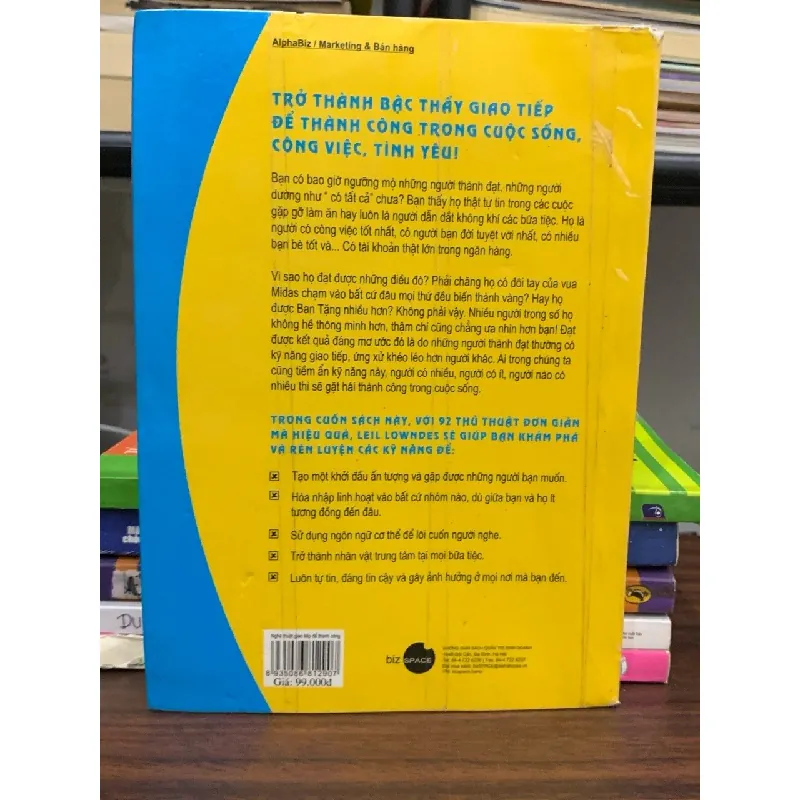 AlphaBiz / Marketing & Bán hàng
TRỞ THÀNH BẬC THẦY GIAO TIẾP
ĐỂ THÀNH CÔNG TRONG CUỘC SỐNG,
CÔNG VIỆC, TÌNH YÊU!
Bạn có bao giờ ngưỡng mộ những người thành đạt, những người
dường như " có tất cả" chưa? Bạn thấy họ thật tự tin trong các cuộc
gặp gỡ làm ăn hay luôn là người dẫn dắt không khí các bữa tiệc. Họ là
người có công việc tốt nhất, có người bạn đời tuyệt vời nhất, có nhiều
bạn bè tốt và... Có tài khoản thật lớn trong ngân hàng.
Vì sao họ đạt được những điều đó? Phải chăng họ có đôi tay của vua
Midas chạm vào bất cứ đâu mọi thứ đều biến thành vàng? Hay họ
được Ban Tặng nhiều hơn? Không phải vậy. Nhiều người trong số họ
không hề thông minh hơn, thậm chí cũng chẳng ưa nhìn hơn bạn! Đạt
được kết quả đáng mơ ước đó là do những người thành đạt thường có
kỹ năng giao tiếp, ứng xử khéo léo hơn người khác. Ai trong chúng ta
cũng tiềm ẩn kỹ năng này, người có nhiều, người có ít, người nào có
nhiều thì sẽ gặt hái thành công trong cuộc sống.
TRONG CUỐN SÁCH NÀY, VỚI 92 THỦ THUẬT ĐƠN GIẢN
MÀ HIỆU QUẢ, LEIL LOWNDES SẼ GIÚP BẠN KHÁM PHÁ
VÀ RÈN LUYỆN CÁC KỸ NĂNG ĐỂ:
Tạo một khởi đầu ấn tượng và gặp được những người bạn muốn.
Hòa nhập linh hoạt vào bất cứ nhóm nào, dù giữa bạn và họ ít
tương đồng đến đâu.
Sử dụng ngôn ngữ cơ thể để lôi cuốn người nghe.
Trở thành nhân vật trung tâm tại mọi bữa tiệc.
Luôn tự tin, đáng tin cậy và gây ảnh hưởng ở mọi nơi mà bạn đến.
Nghệ thuật giao tiếp để thành công
8 935086 812907
Giá: 99.000đ
biz SPACE
DU